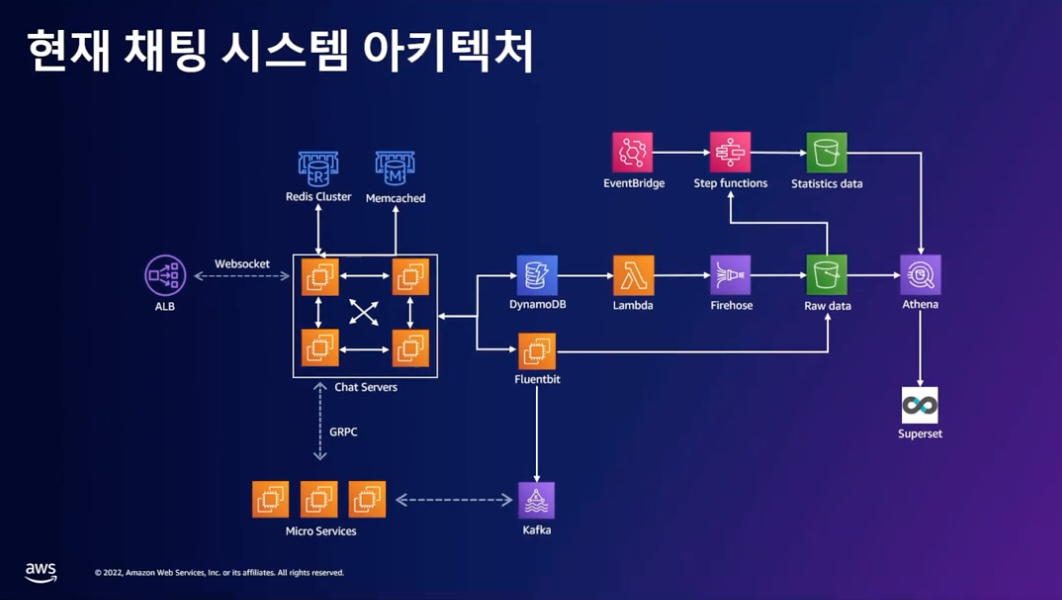 현재 채팅 시스템 아키텍처
EventBridge
Step functions
Statistics data
R
M
Redis Cluster
Memcached
Websocket
ALB
DynamoDB
Lambda
Firehose
Raw data
Athena
Fluentbit
Chat Servers
GRPC
Superset
Micro Services
Kafka
aws
© 2022, Amazon Web Services, Inc. or its affiliates. All rights reserved.